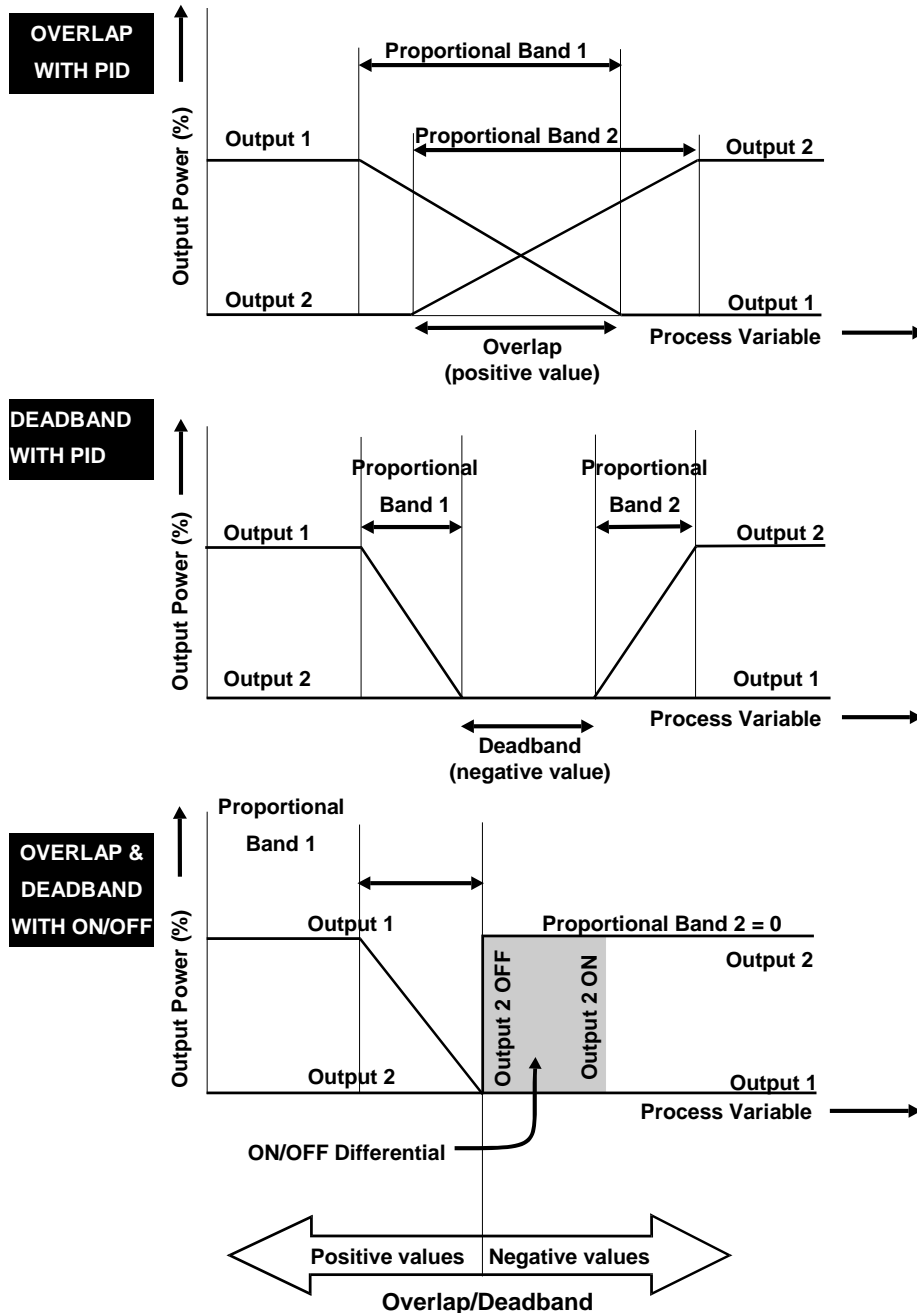 OVERLAP
WITH PID
Output Power (%)
Proportional Band 1
Proportional Band 2
Output 1
Output 2
Output 2
Output 1
Process Variable
Overlap
(positive value)
DEADBAND
WITH PID
Output Power (%)
Proportional
Band 1
Proportional
Band 2
Output 1
Output 2
Output 2
Output 1
Process Variable
Deadband
(negative value)
OVERLAP &
DEADBAND
WITH ON/OFF
Output Power (%)
Proportional
Band 1
Output 1
Proportional Band 2 = 0
Output 2
Output 2 OFF
Output 2 ON
Output 2
Output 1
Process Variable
ON/OFF Differential
Positive values
Negative values
Overlap/Deadband